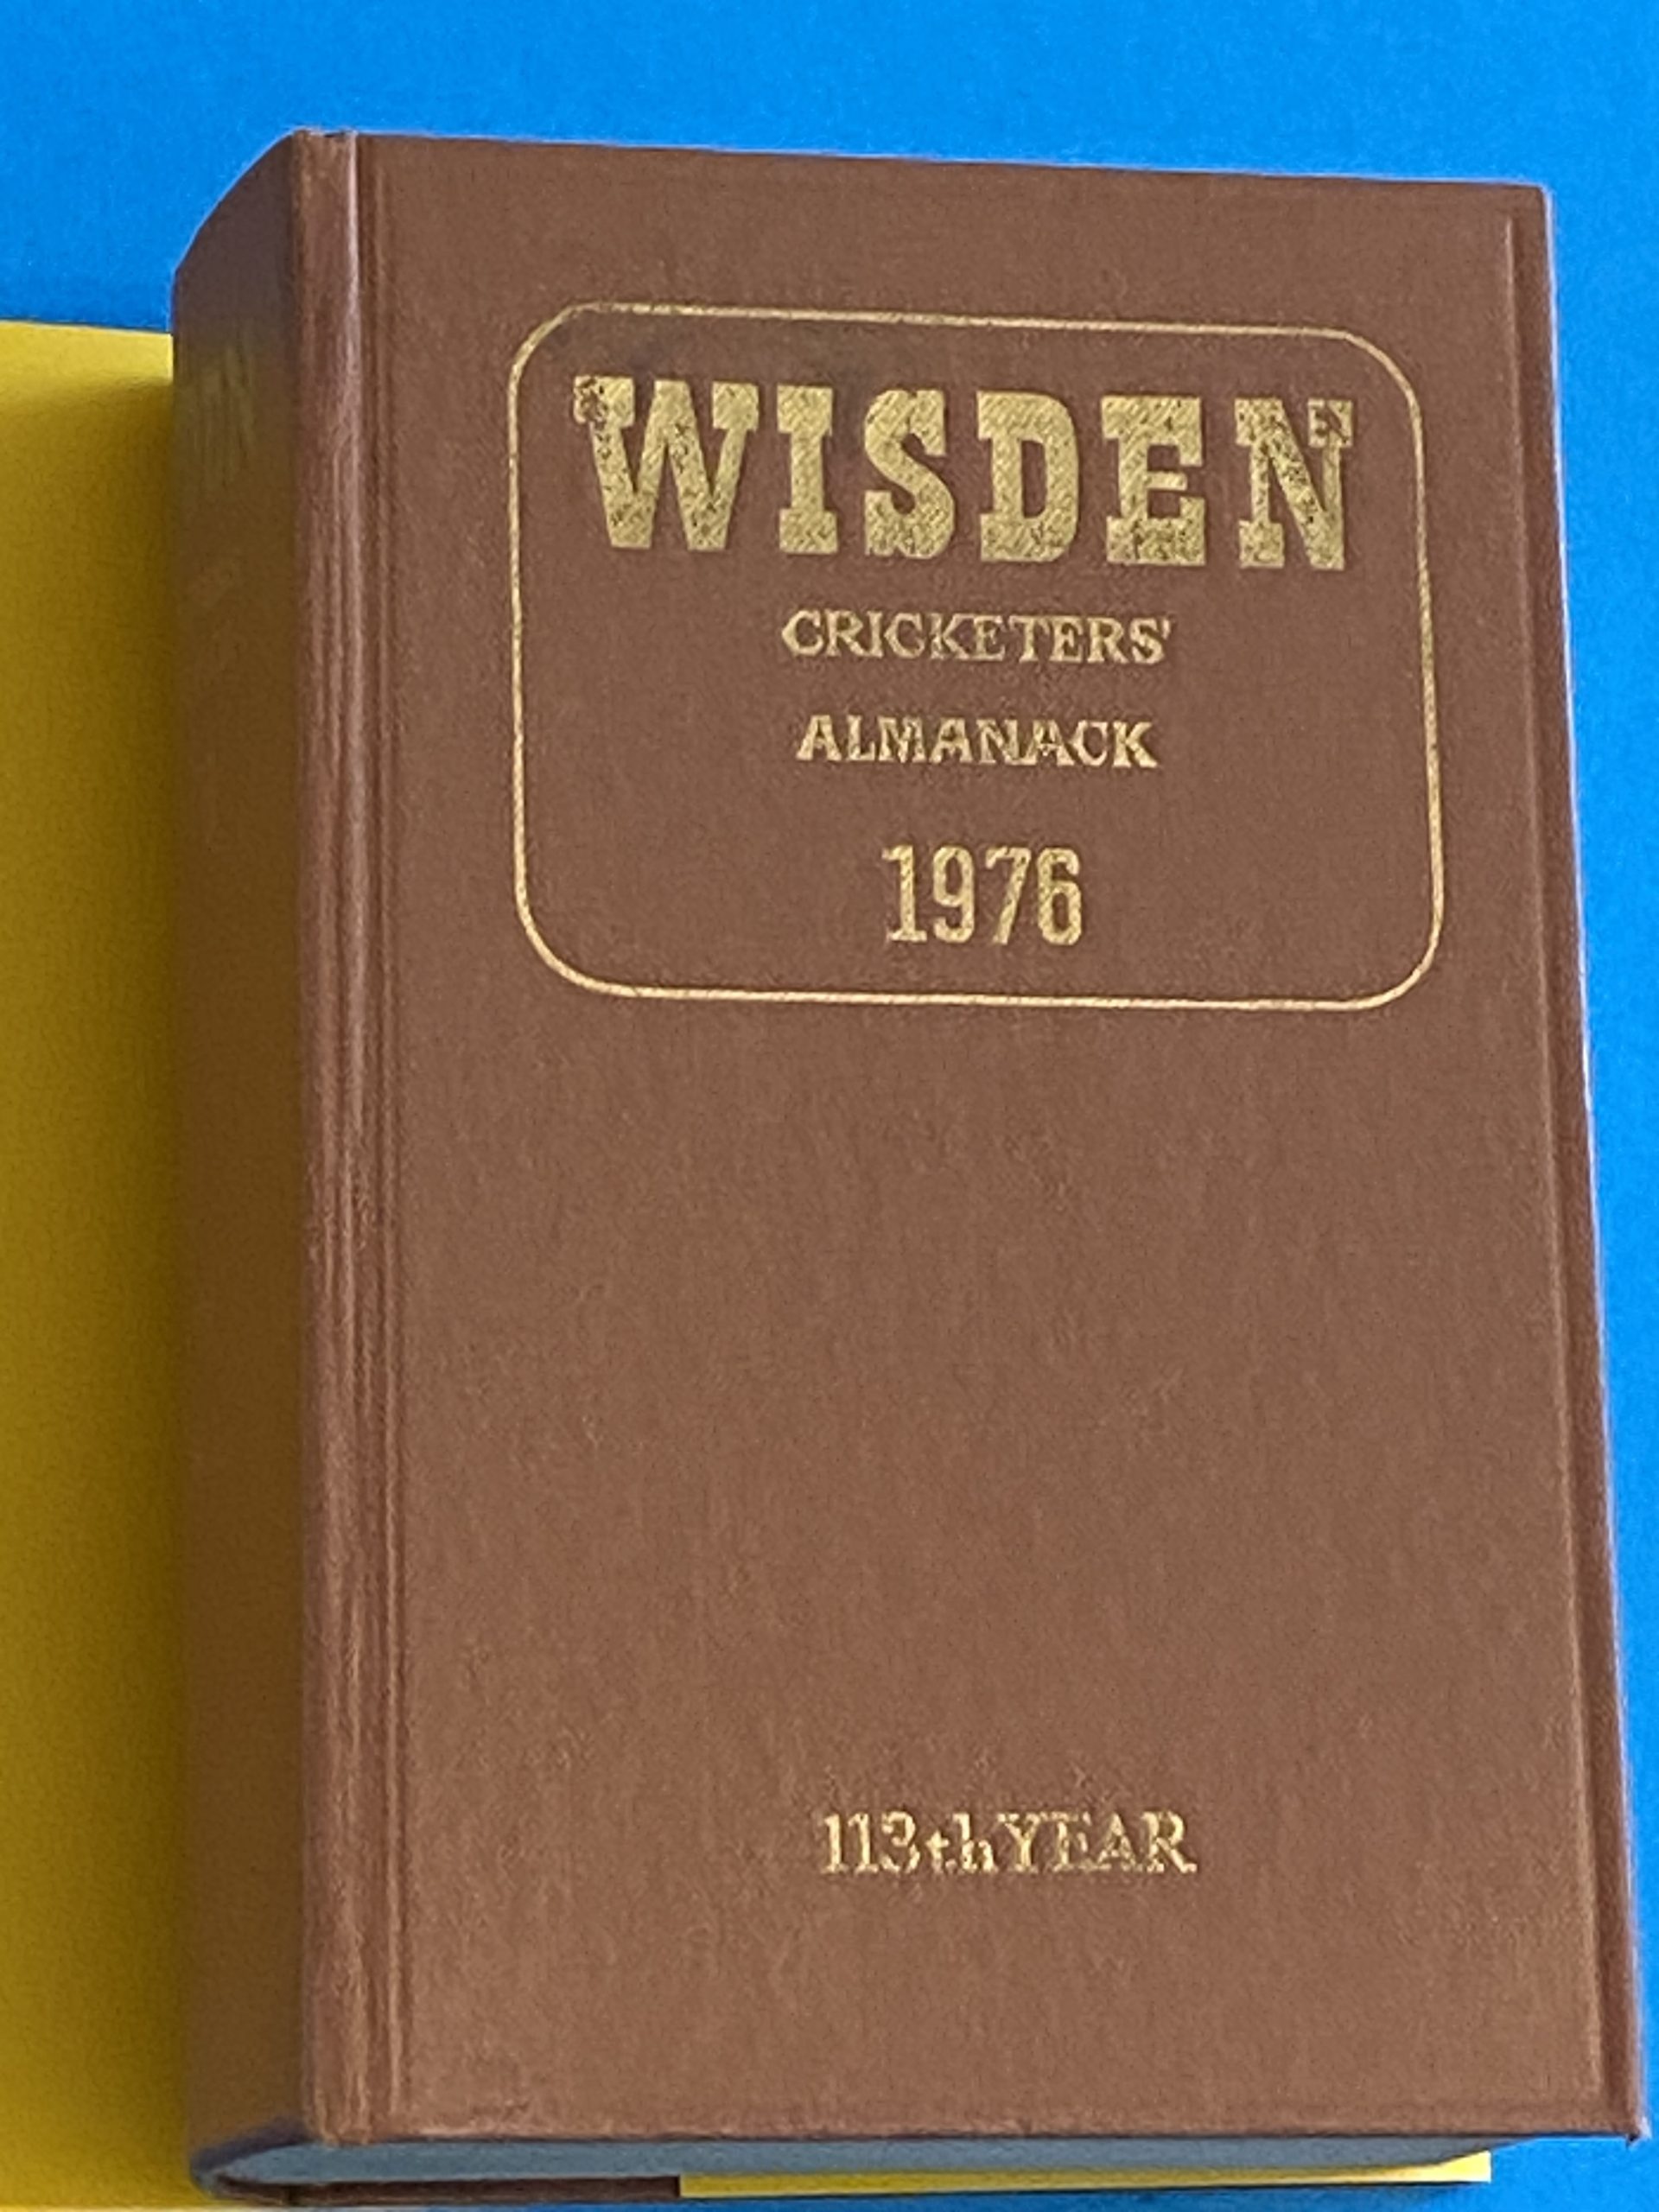 WISDEN
CRICKETERS'
ALMANACK
1976
113th YEAR